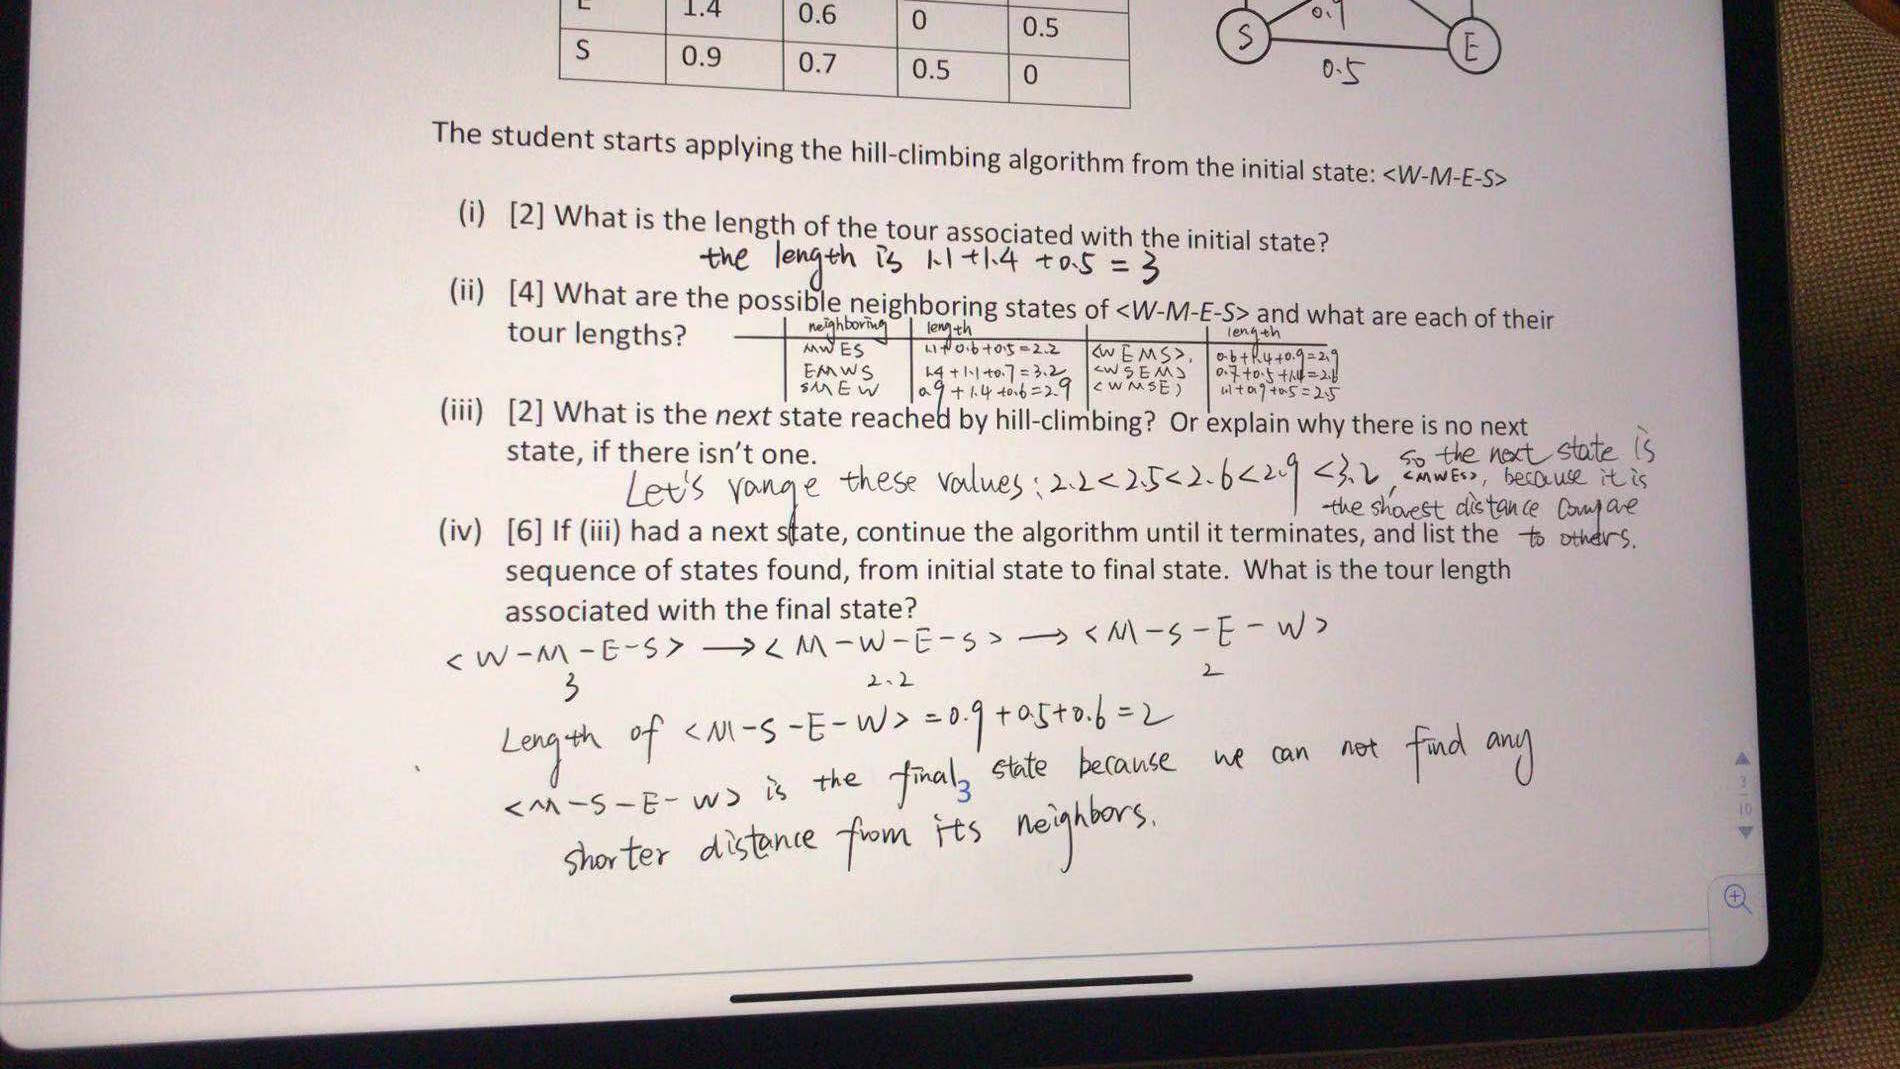 E 1.4 0.6 0 0.5
S 0.9 0.7 0.5 0
0.9
S E
0.5
The student starts applying the hill-climbing algorithm from the initial state: <W-M-E-S>
(i) [2] What is the length of the tour associated with the initial state?
the length is 1.1+1.4+0.5=3
(ii) [4] What are the possible neighboring states of <W-M-E-S> and what are each of their
tour lengths?
neighboring length length
MWES 1.1+0.6+0.5=2.2 <WEMS>, 0.6+1.4+0.9=2.9
EMWS 1.4+1.1+0.7=3.2 <WSEM> 0.7+0.5+1.4=2.6
SMEW 0.9+1.4+0.6=2.9 <WMSE) 1.1+0.9+0.5=2.5
(iii) [2] What is the next state reached by hill-climbing? Or explain why there is no next
state, if there isn't one.
Let's range these values: 2.2<2.5<2.6<2.9<3.2, so the next state is
<MWES>, because it is
the shorest distance Compare
to others.
(iv) [6] If (iii) had a next state, continue the algorithm until it terminates, and list the
sequence of states found, from initial state to final state. What is the tour length
associated with the final state?
<W-M-E-S> → <M-W-E-S> → <M-S-E-W>
3 2.2 2
Length of <M-S-E-W> = 0.9+0.5+0.6=2
<M-S-E-W> is the final state because we can not find any
3
shorter distance from its neighbors.
3
10